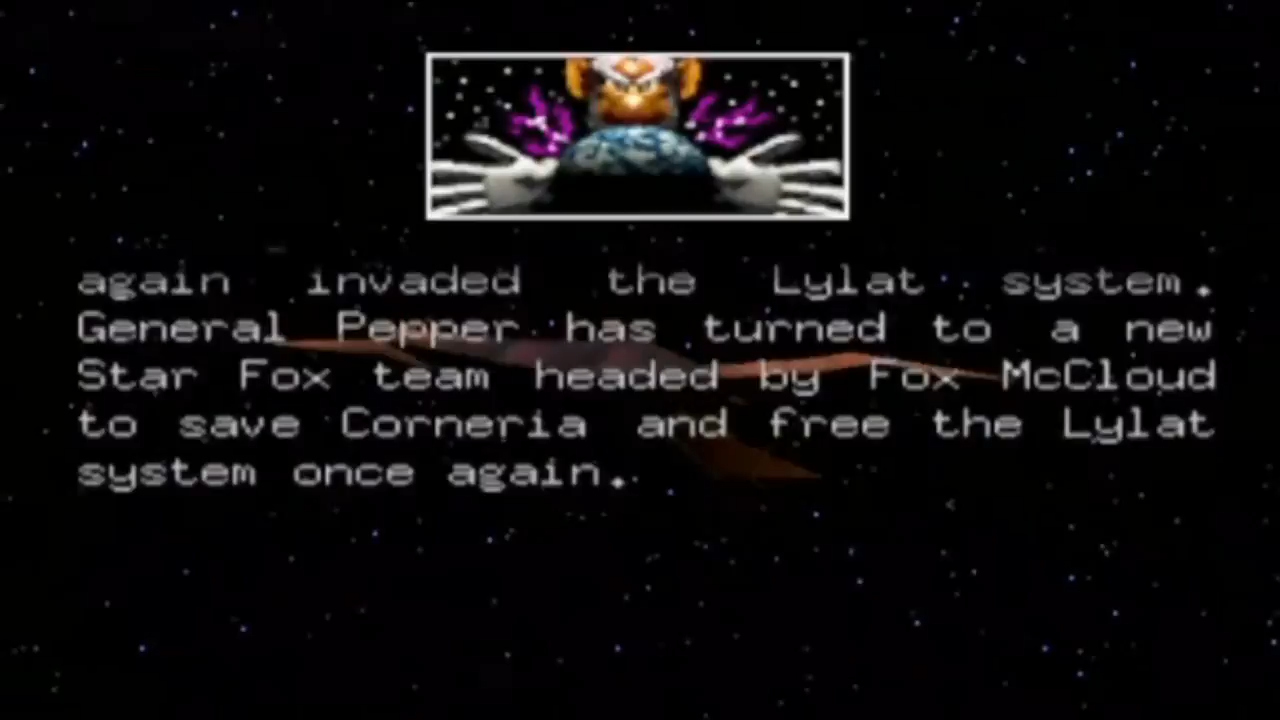 again invaded the Lylat system.
General Pepper has turned to a new
Star Fox team headed by Fox McCloud
to save Corneria and free the Lylat
system once again.